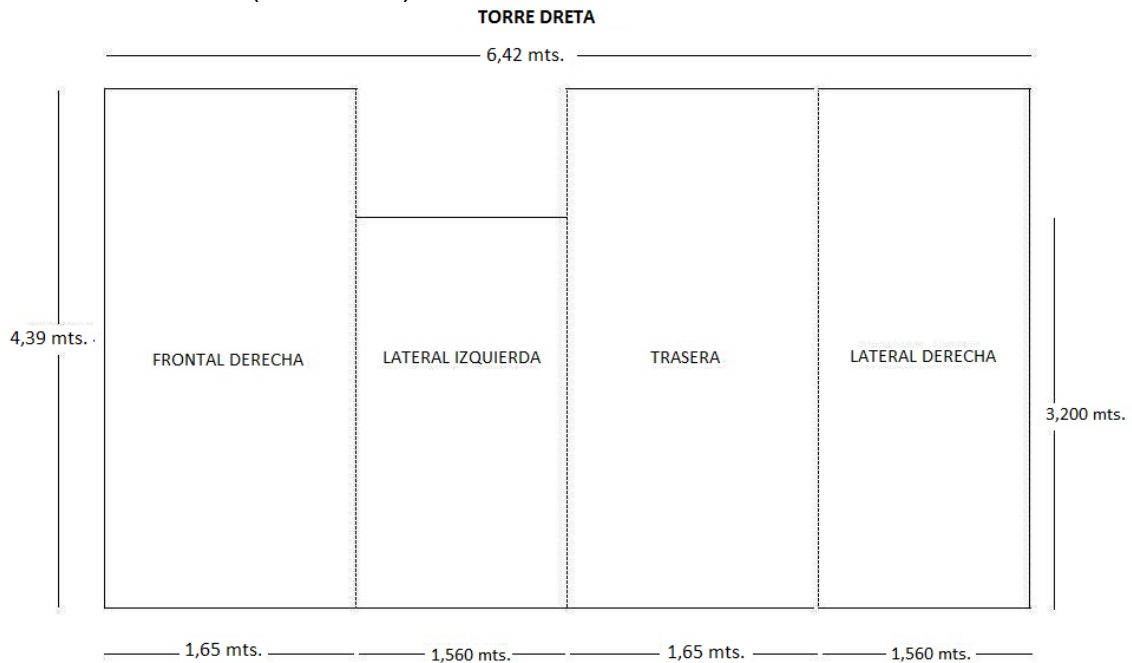 TORRE DRETA
6,42 mts.
4,39 mts.
FRONTAL DERECHA
LATERAL IZQUIERDA
TRASERA
LATERAL DERECHA
3,200 mts.
1,65 mts.
1,560 mts.
1,65 mts.
1,560 mts.